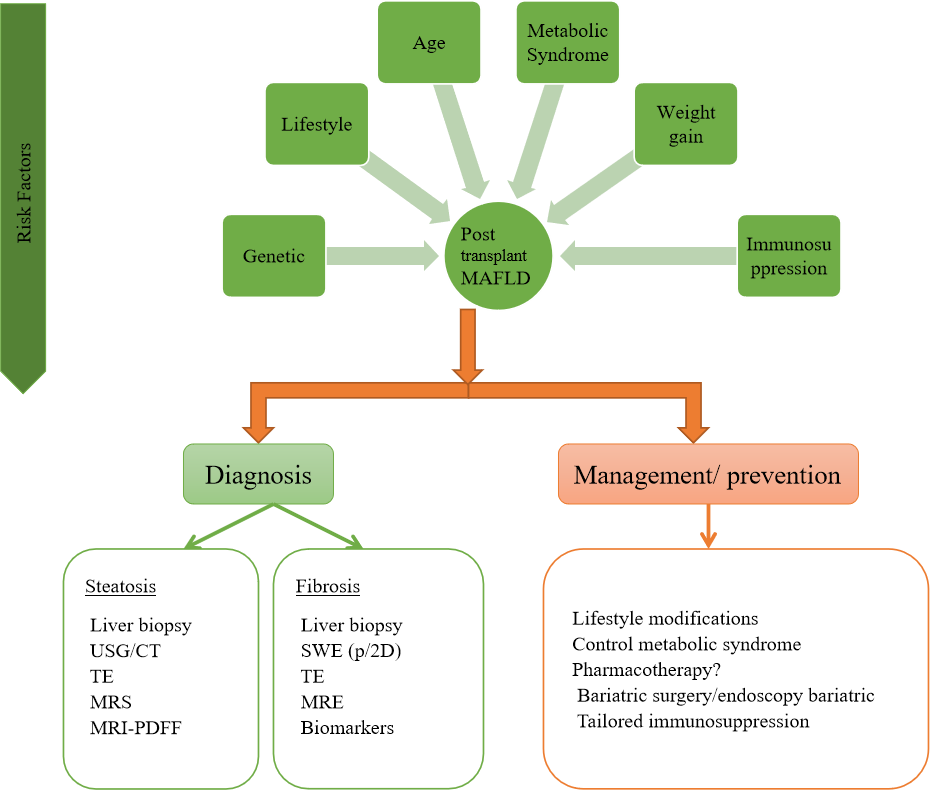 Risk Factors
Age
Metabolic
Syndrome
Lifestyle
Weight
gain
Genetic
Post
transplant
MAFLD
Immunosu
ppression
Diagnosis
Management/ prevention
Steatosis
Liver biopsy
USG/CT
TE
MRS
MRI-PDFF
Fibrosis
Liver biopsy
SWE (p/2D)
TE
MRE
Biomarkers
Lifestyle modifications
Control metabolic syndrome
Pharmacotherapy?
Bariatric surgery/endoscopy bariatric
Tailored immunosuppression